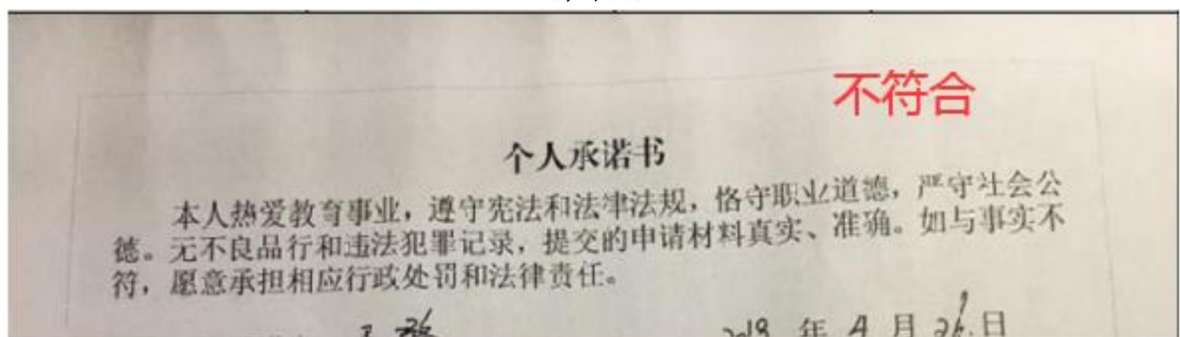 不符合
个人承诺书
本人热爱教育事业，遵守宪法和法律法规，恪守职业道德，严守社会公
德。无不良品行和违法犯罪记录，提交的申请材料真实、准确。如与事实不
符，愿意承担相应行政处罚和法律责任。
年 4 月 26 日